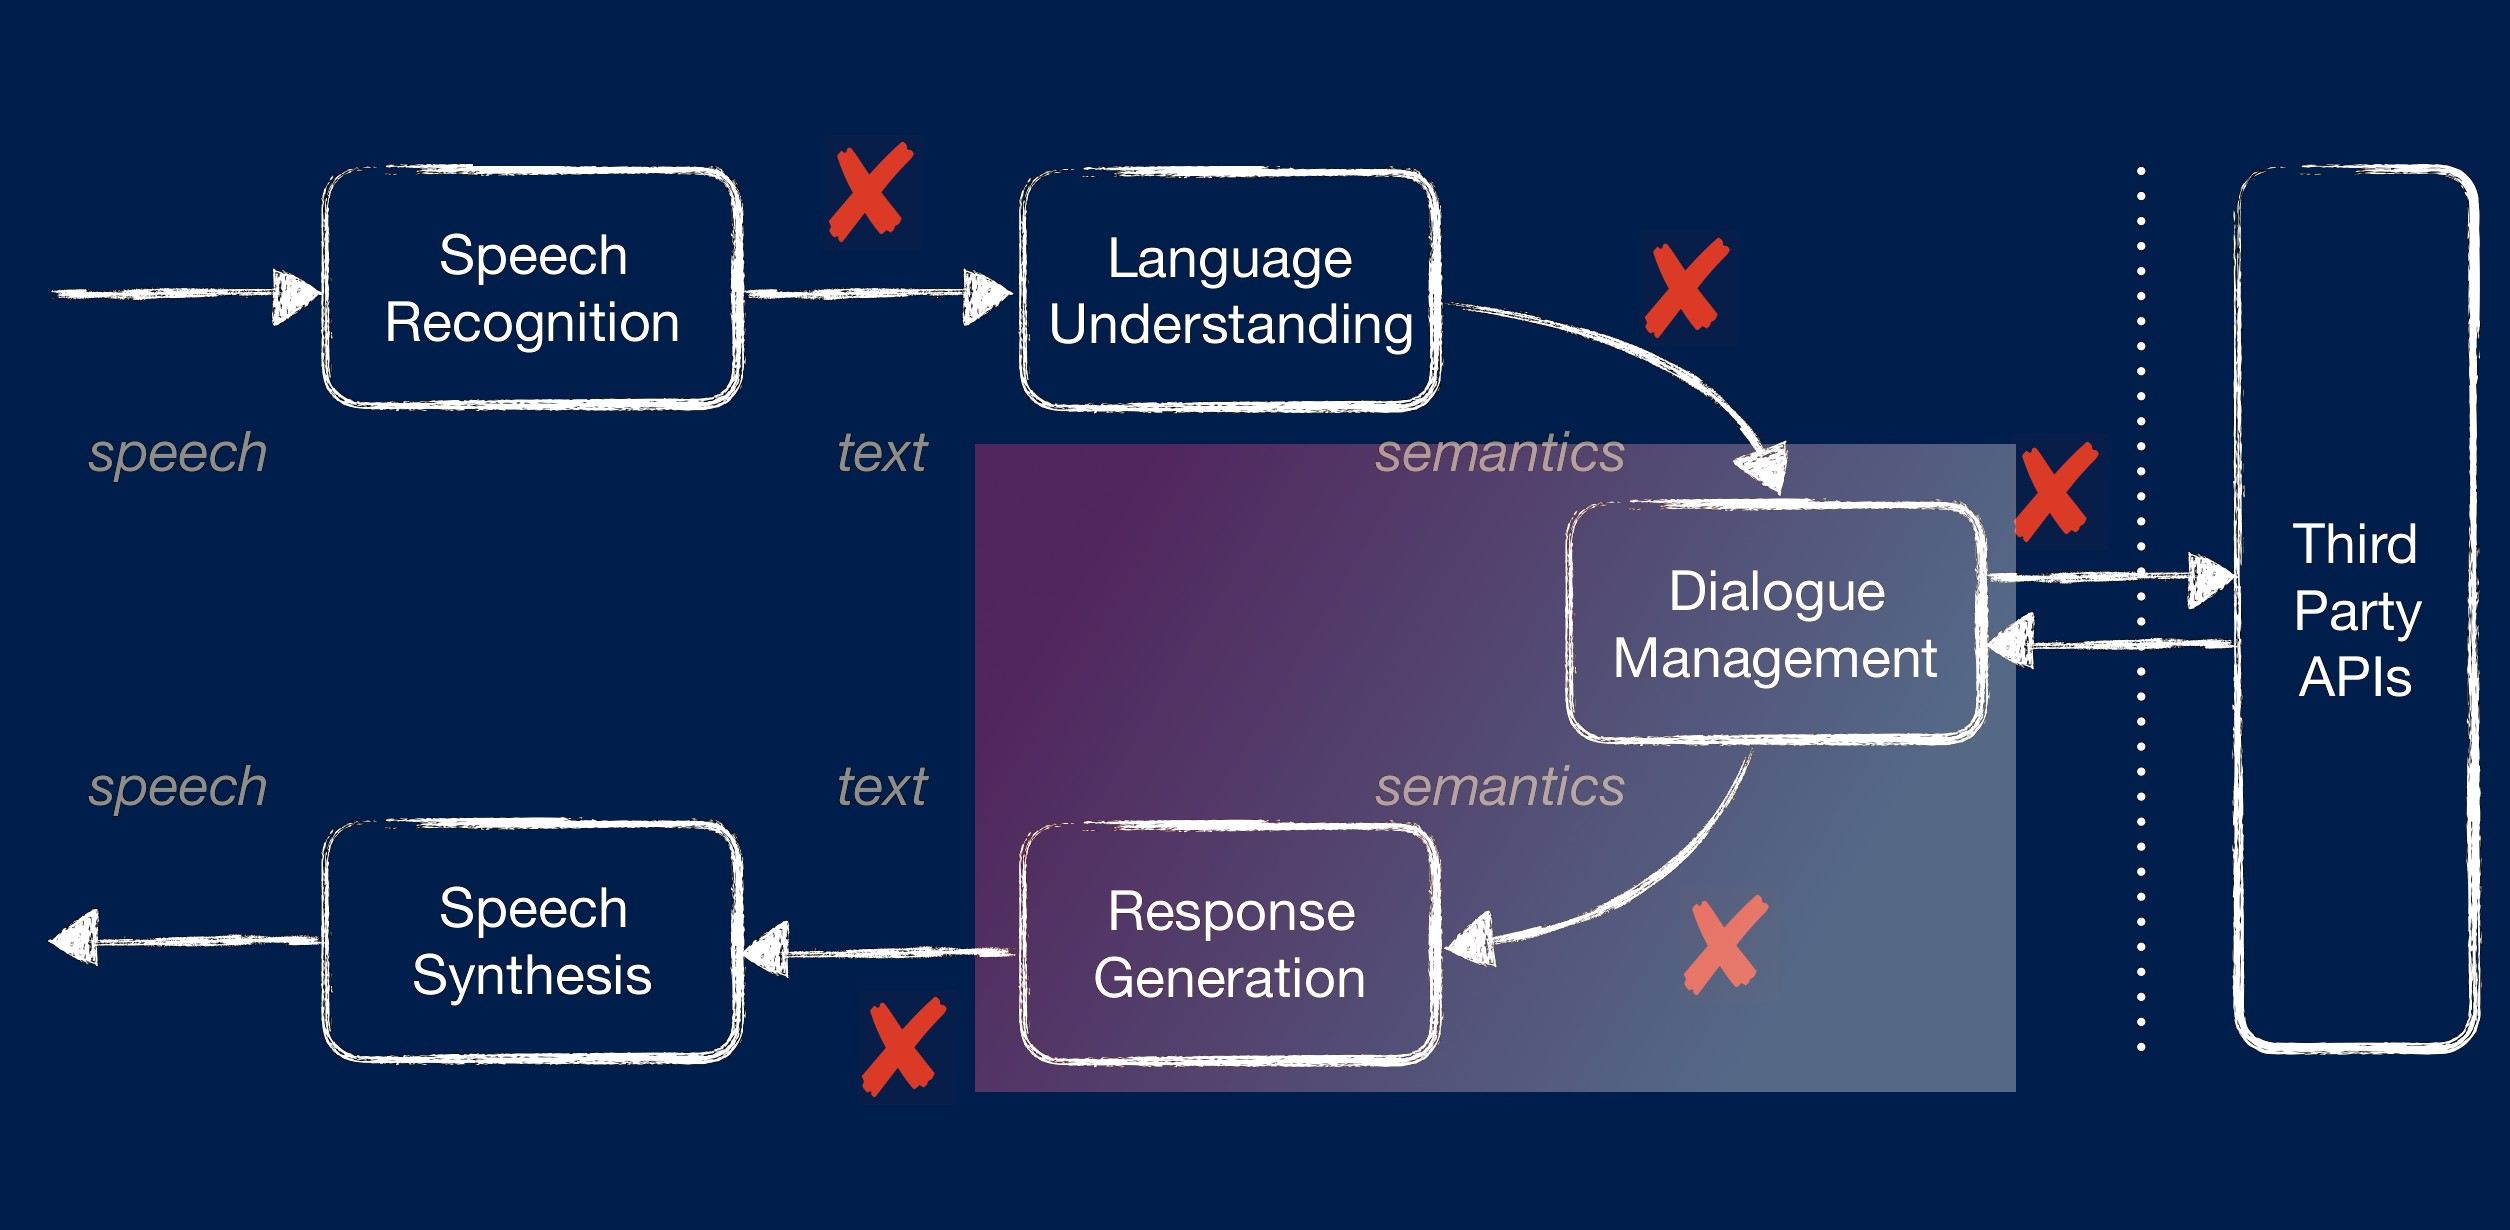 Speech
Recognition
Language
Understanding
speech
text
semantics
Dialogue
Management
Third
Party
APIs
speech
text
semantics
Speech
Synthesis
Response
Generation